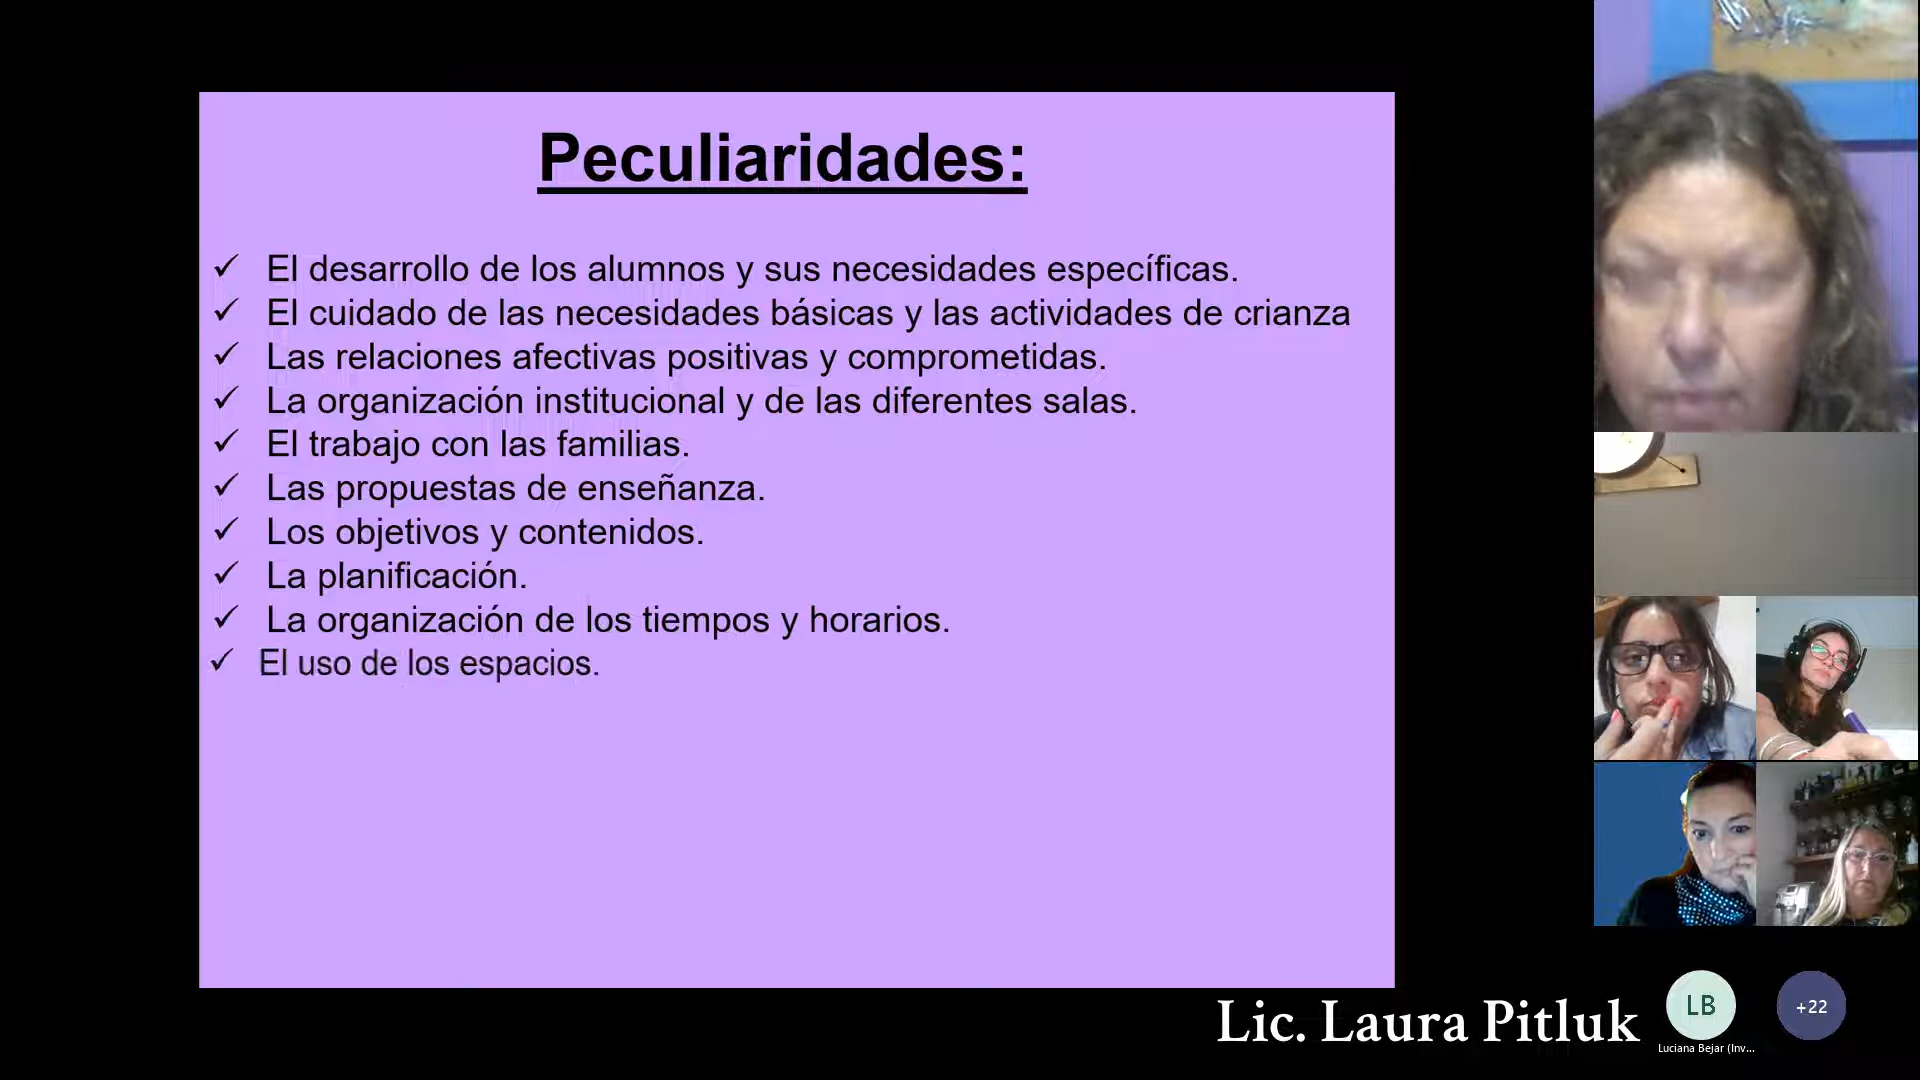 Peculiaridades:
✓ El desarrollo de los alumnos y sus necesidades específicas.
✓ El cuidado de las necesidades básicas y las actividades de crianza
✓ Las relaciones afectivas positivas y comprometidas.
✓ La organización institucional y de las diferentes salas.
✓ El trabajo con las familias.
✓ Las propuestas de enseñanza.
✓ Los objetivos y contenidos.
✓ La planificación.
✓ La organización de los tiempos y horarios.
✓ El uso de los espacios.
Lic. Laura Pitluk
LB
+22
Luciana Bejar (Inv...